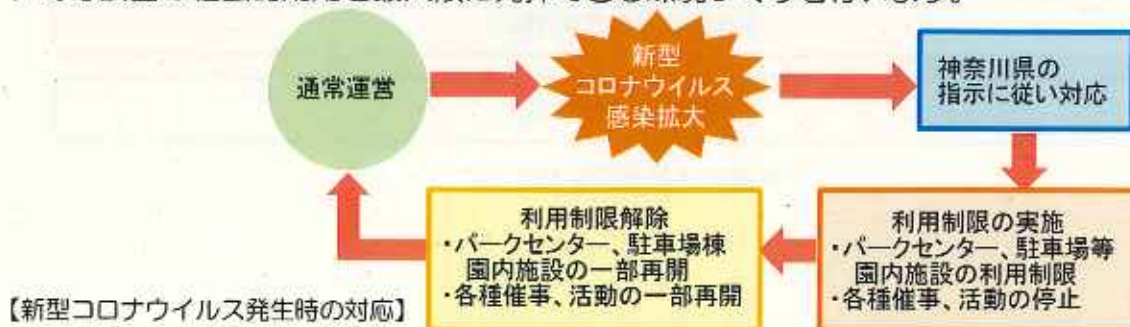 通常運営
新型
コロナウイルス
感染拡大
神奈川県の
指示に従い対応
利用制限の実施
・パークセンター、駐車場等
園内施設の利用制限
・各種催事、活動の停止
利用制限解除
・パークセンター、駐車場棟
園内施設の一部再開
・各種催事、活動の一部再開
【新型コロナウイルス発生時の対応】